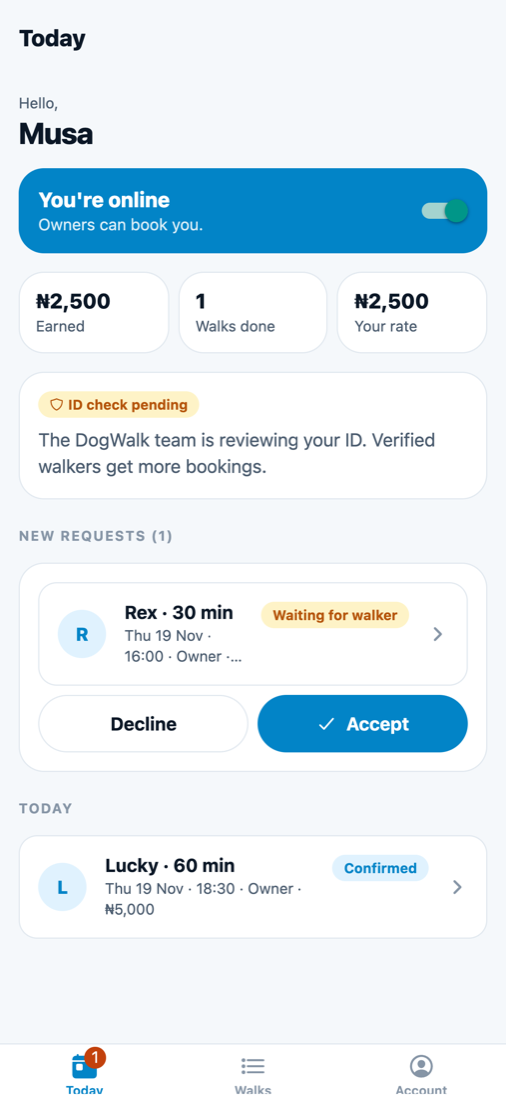 Today
Hello,
Musa
You're online
Owners can book you.
₦2,500
Earned
1
Walks done
₦2,500
Your rate
ID check pending
The DogWalk team is reviewing your ID. Verified
walkers get more bookings.
NEW REQUESTS (1)
R
Rex · 30 min
Waiting for walker
Thu 19 Nov ·
16:00 · Owner ·...
Decline
Accept
TODAY
L
Lucky · 60 min
Confirmed
Thu 19 Nov · 18:30 · Owner ·
₦5,000
1
Today
Walks
Account